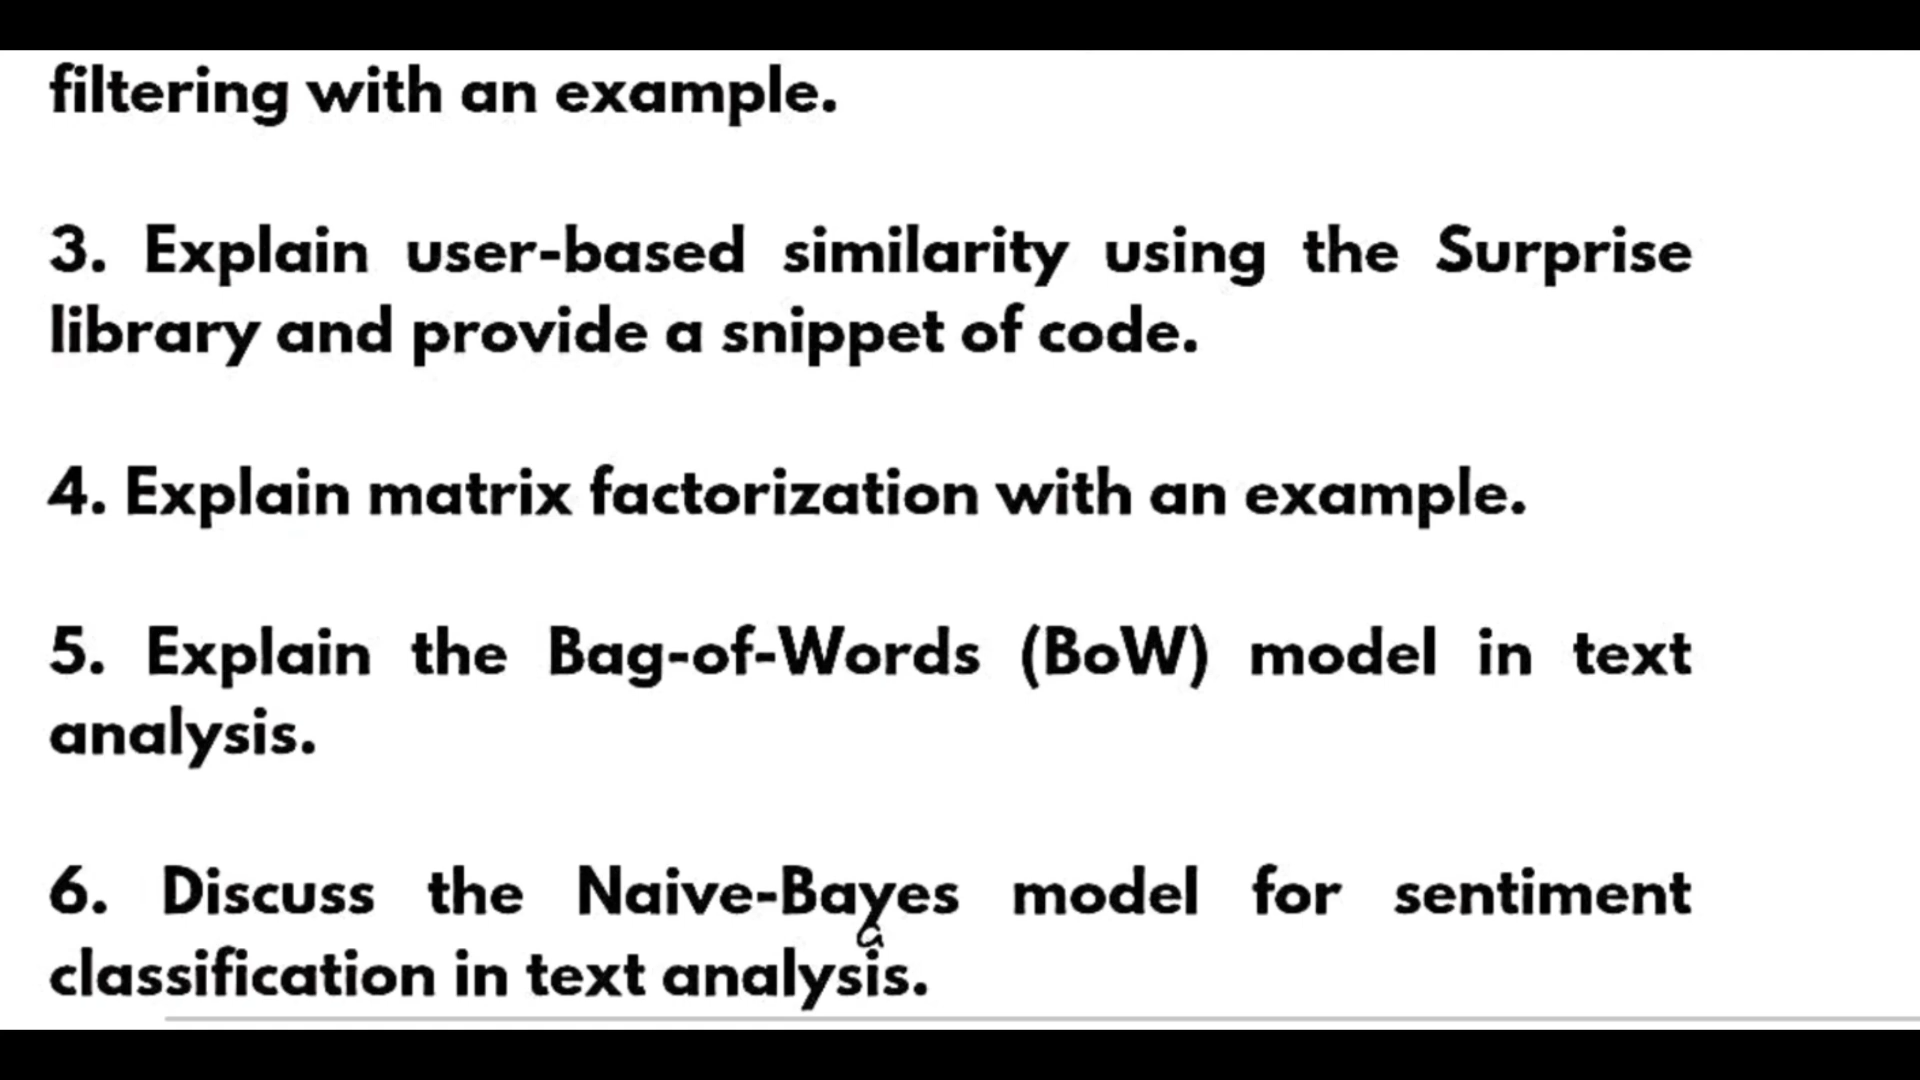 filtering with an example.
3. Explain user-based similarity using the Surprise
library and provide a snippet of code.
4. Explain matrix factorization with an example.
5. Explain the Bag-of-Words (BoW) model in text
analysis.
6. Discuss the Naive-Bayes model for sentiment
classification in text analysis.